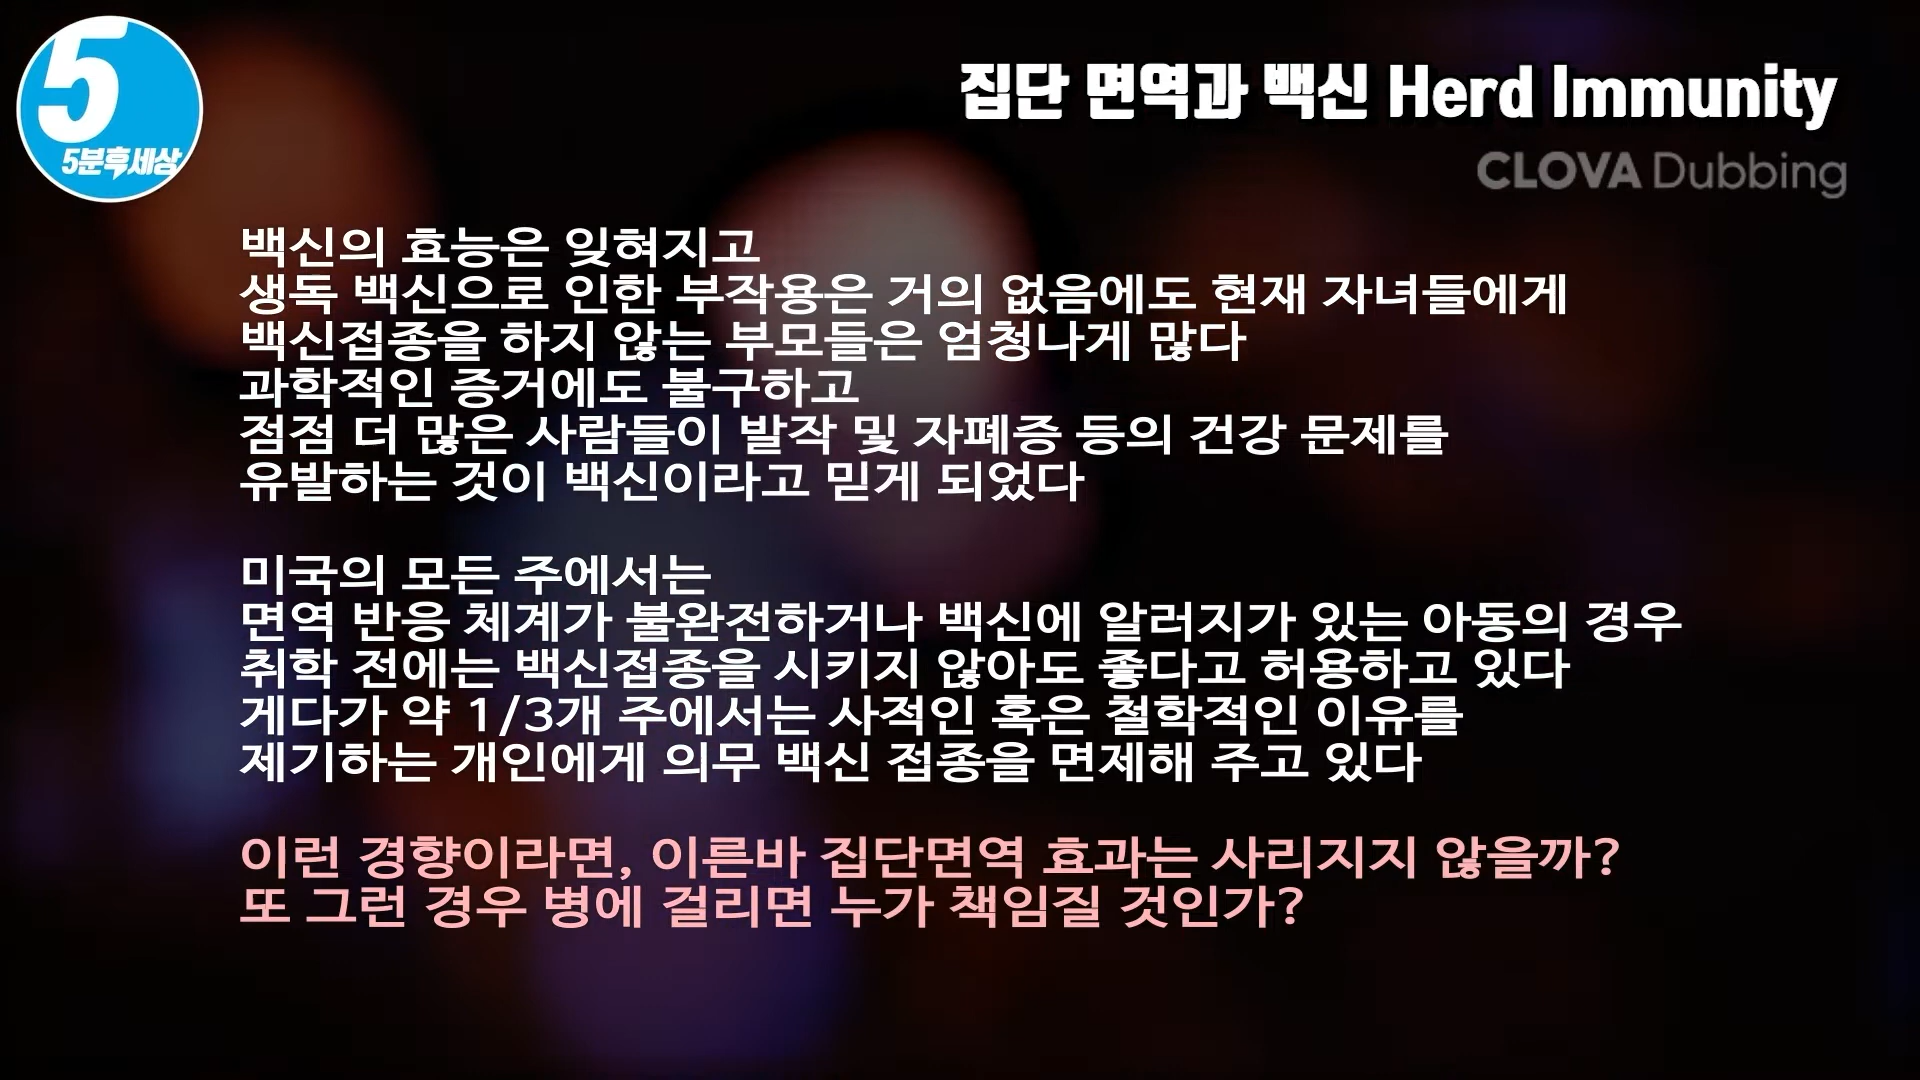 5
5분후세상
집단 면역과 백신 Herd Immunity
CLOVA Dubbing
백신의 효능은 잊혀지고
생독 백신으로 인한 부작용은 거의 없음에도 현재 자녀들에게
백신접종을 하지 않는 부모들은 엄청나게 많다
과학적인 증거에도 불구하고
점점 더 많은 사람들이 발작 및 자폐증 등의 건강 문제를
유발하는 것이 백신이라고 믿게 되었다
미국의 모든 주에서는
면역 반응 체계가 불완전하거나 백신에 알러지가 있는 아동의 경우
취학 전에는 백신접종을 시키지 않아도 좋다고 허용하고 있다
게다가 약 1/3개 주에서는 사적인 혹은 철학적인 이유를
제기하는 개인에게 의무 백신 접종을 면제해 주고 있다
이런 경향이라면, 이른바 집단면역 효과는 사리지지 않을까?
또 그런 경우 병에 걸리면 누가 책임질 것인가?